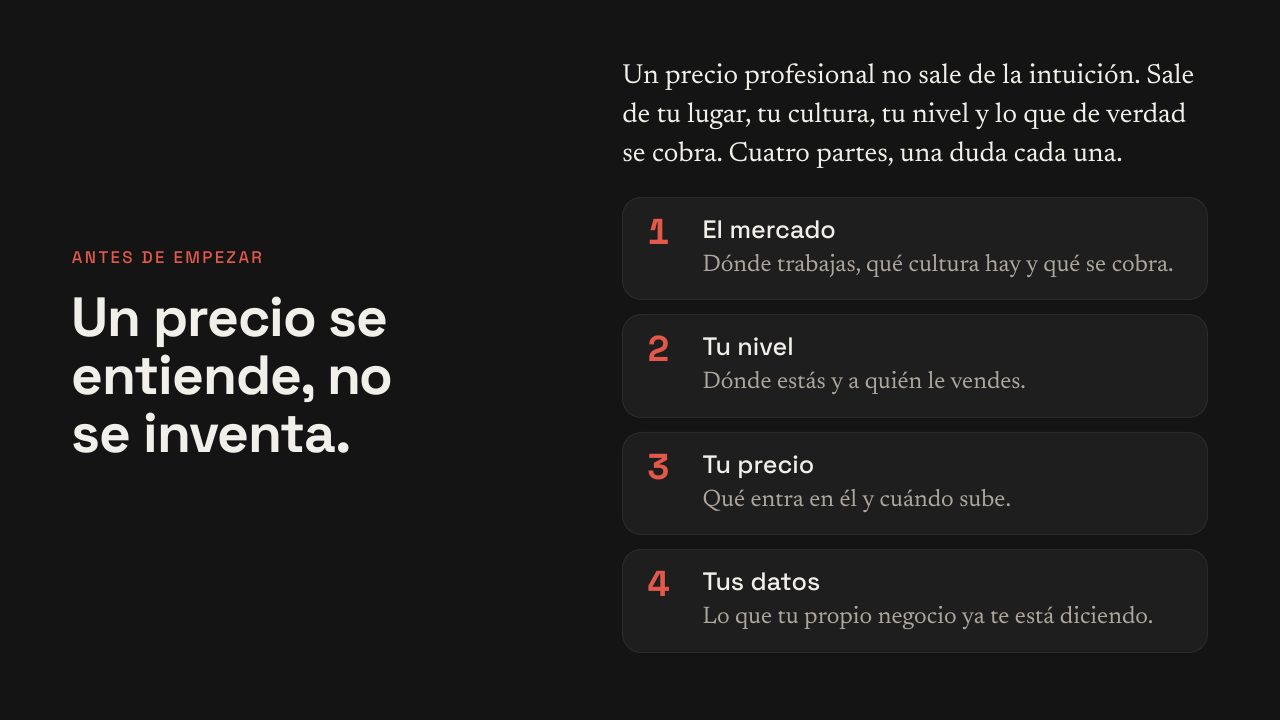 ANTES DE EMPEZAR
Un precio se
entiende, no
se inventa.
Un precio profesional no sale de la intuición. Sale
de tu lugar, tu cultura, tu nivel y lo que de verdad
se cobra. Cuatro partes, una duda cada una.
1 El mercado
Dónde trabajas, qué cultura hay y qué se cobra.
2 Tu nivel
Dónde estás y a quién le vendes.
3 Tu precio
Qué entra en él y cuándo sube.
4 Tus datos
Lo que tu propio negocio ya te está diciendo.